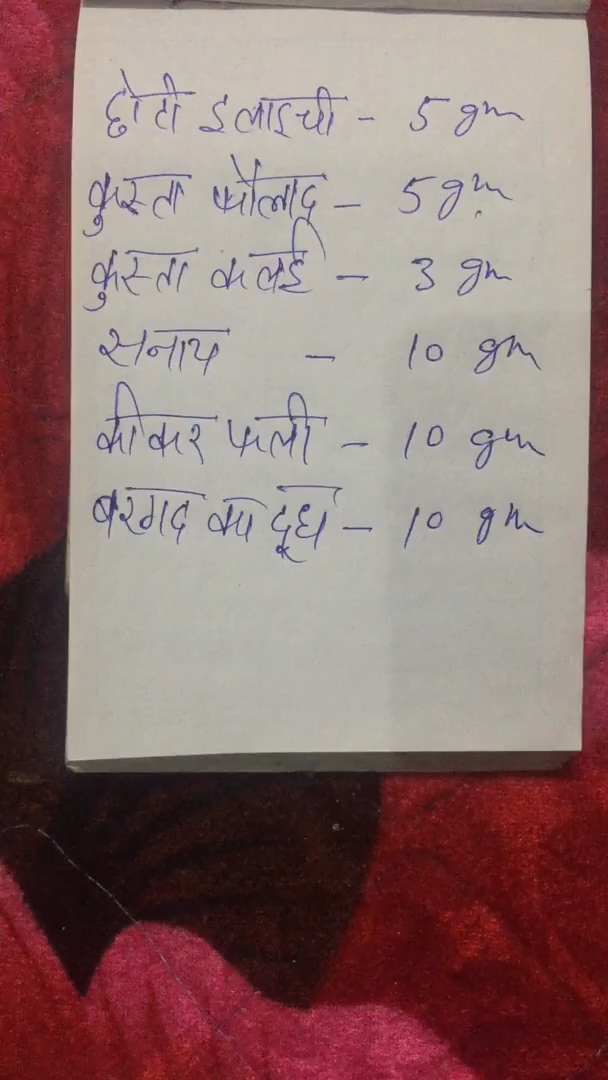 छोटी इलाइची - 5 gm
कुस्ता फौलाद - 5 gm
कुस्ता कलई - 3 gm
सनाय - 10 gm
कीकर फली - 10 gm
बरगद का दूध - 10 gm